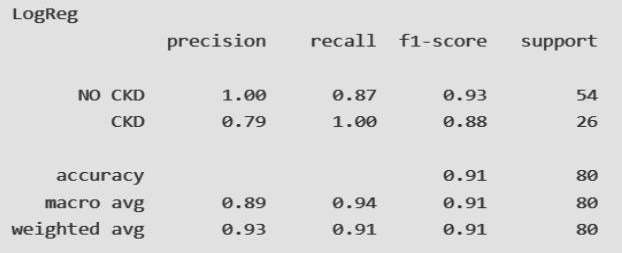 LogReg
precision recall f1-score support
NO CKD 1.00 0.87 0.93 54
CKD 0.79 1.00 0.88 26
accuracy 0.91 80
macro avg 0.89 0.94 0.91 80
weighted avg 0.93 0.91 0.91 80